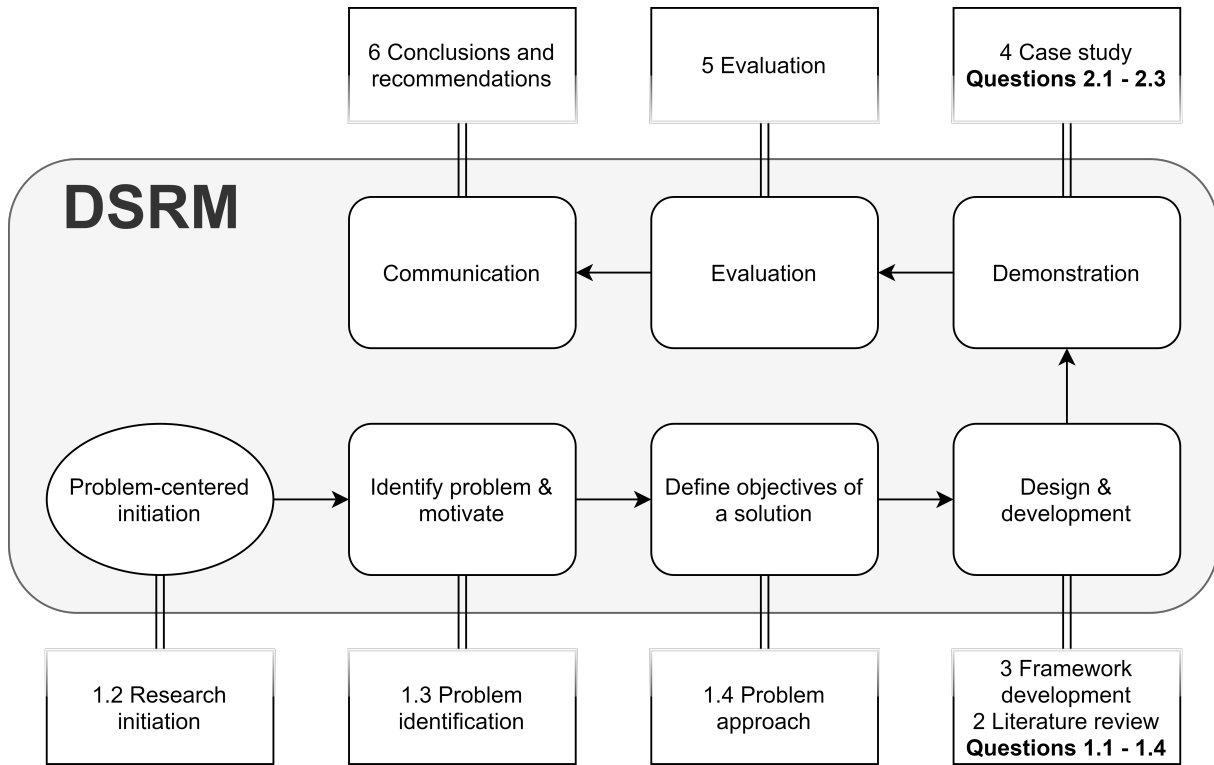 6 Conclusions and
recommendations
5 Evaluation
4 Case study
Questions 2.1 - 2.3
DSRM
Communication
Evaluation
Demonstration
Problem-centered
initiation
Identify problem &
motivate
Define objectives of
a solution
Design &
development
1.2 Research
initiation
1.3 Problem
identification
1.4 Problem
approach
3 Framework
development
2 Literature review
Questions 1.1 - 1.4